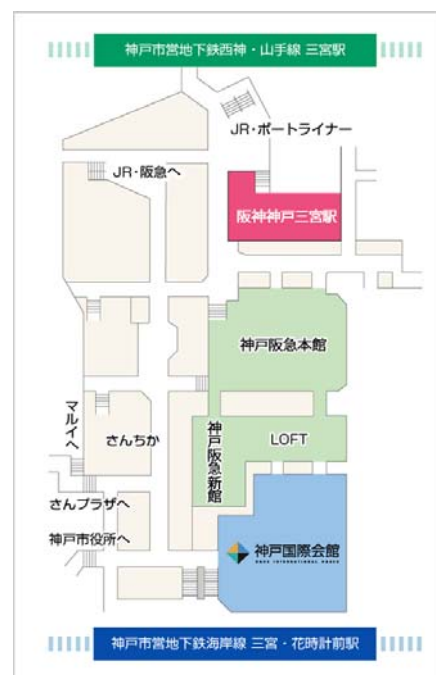 神戸市営地下鉄西神・山手線 三宮駅
JR・ポートライナー
JR・阪急へ
阪神神戸三宮駅
神戸阪急本館
マルイへ
さんちか
神戸阪急新館
LOFT
さんプラザへ
神戸市役所へ
神戸国際会館
KOBE INTERNATIONAL HOUSE
神戸市営地下鉄海岸線 三宮・花時計前駅